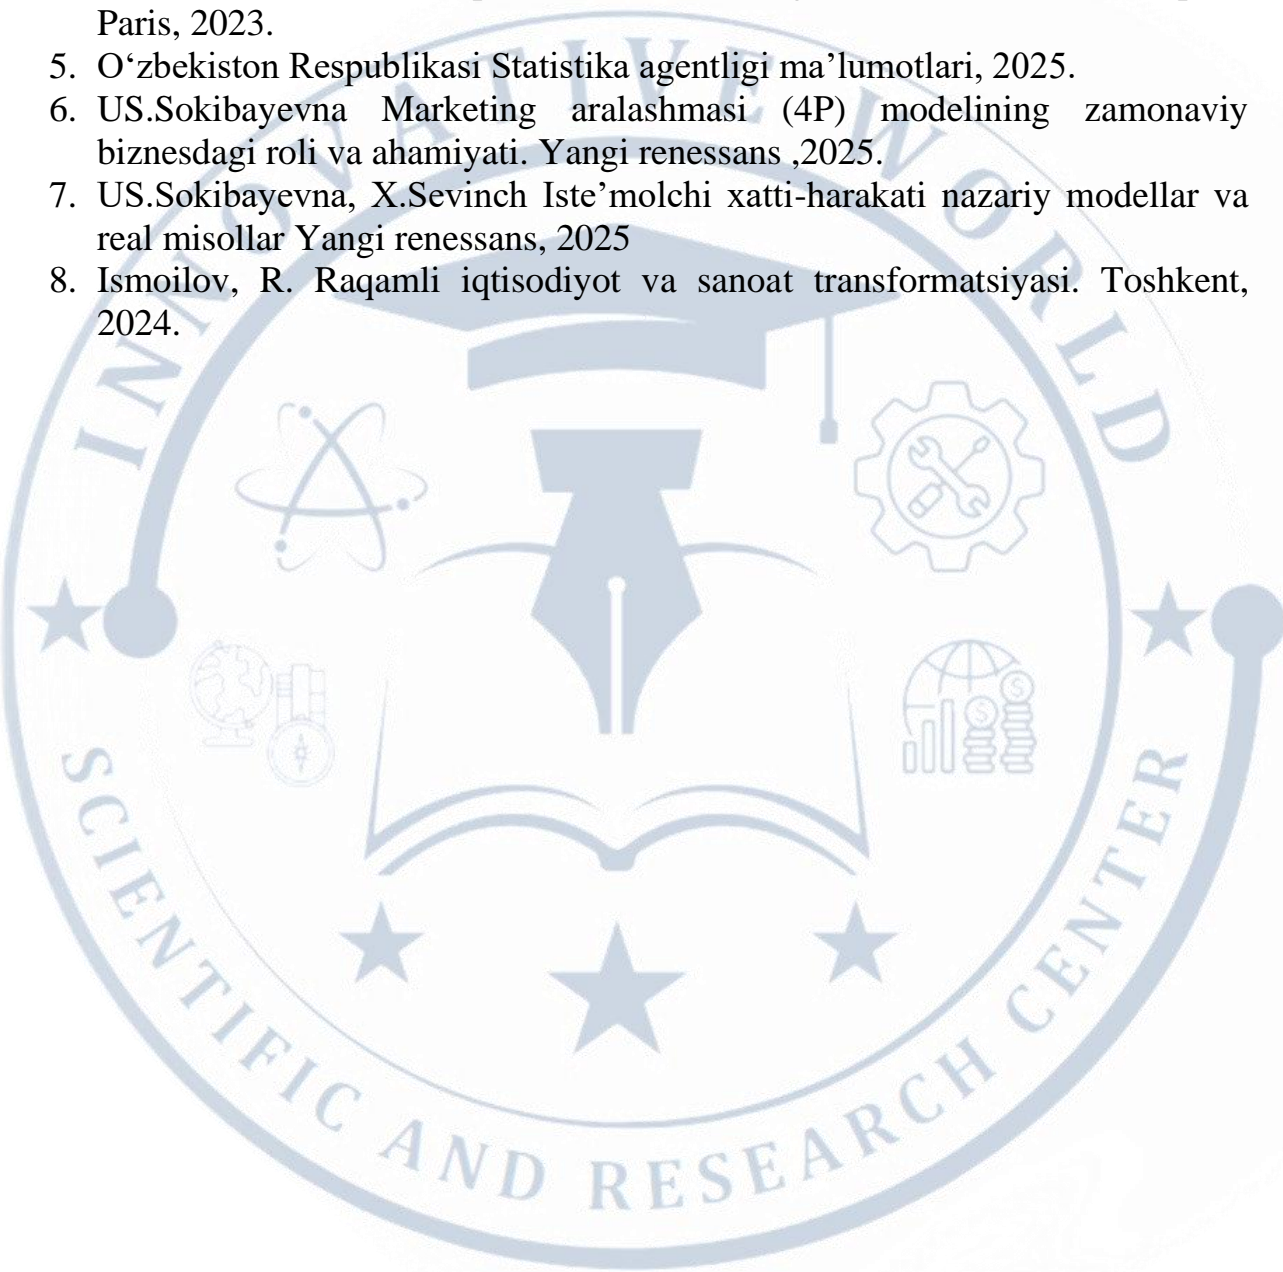 Paris, 2023.
5. O‘zbekiston Respublikasi Statistika agentligi ma’lumotlari, 2025.
6. US.Sokibayevna Marketing aralashmasi (4P) modelining zamonaviy
biznesdagi roli va ahamiyati. Yangi renessans ,2025.
7. US.Sokibayevna, X.Sevinch Iste’molchi xatti-harakati nazariy modellar va
real misollar Yangi renessans, 2025
8. Ismoilov, R. Raqamli iqtisodiyot va sanoat transformatsiyasi. Toshkent,
2024.
INNOVATIVE WORLD
SCIENTIFIC AND RESEARCH CENTER